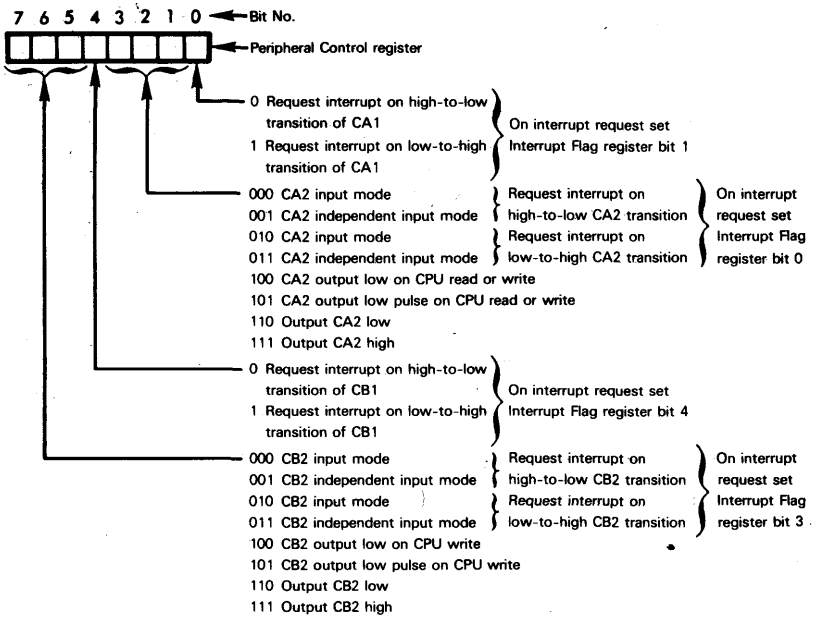 7 6 5 4 3 2 1 0 Bit No.
Peripheral Control register
0 Request interrupt on high-to-low
transition of CA1
1 Request interrupt on low-to-high
transition of CA1
On interrupt request set
Interrupt Flag register bit 1
000 CA2 input mode
001 CA2 independent input mode
Request interrupt on
high-to-low CA2 transition
010 CA2 input mode
011 CA2 independent input mode
Request interrupt on
low-to-high CA2 transition
On interrupt
request set
Interrupt Flag
register bit 0
100 CA2 output low on CPU read or write
101 CA2 output low pulse on CPU read or write
110 Output CA2 low
111 Output CA2 high
0 Request interrupt on high-to-low
transition of CB1
1 Request interrupt on low-to-high
transition of CB1
On interrupt request set
Interrupt Flag register bit 4
000 CB2 input mode
001 CB2 independent input mode
Request interrupt on
high-to-low CB2 transition
010 CB2 input mode
011 CB2 independent input mode
Request interrupt on
low-to-high CB2 transition
On interrupt
request set
Interrupt Flag
register bit 3
100 CB2 output low on CPU write
101 CB2 output low pulse on CPU write
110 Output CB2 low
111 Output CB2 high